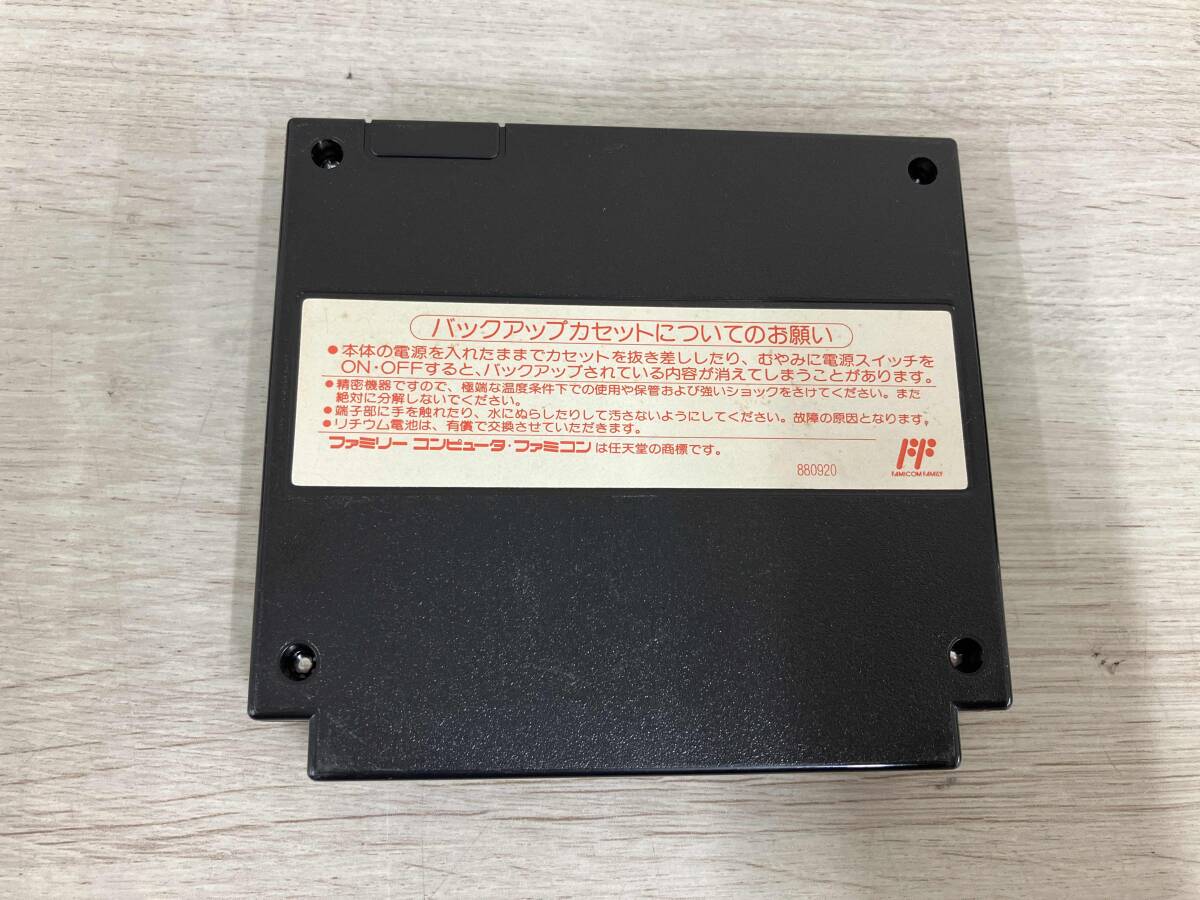 バックアップカセットについてのお願い
●本体の電源を入れたままでカセットを抜き差ししたり、むやみに電源スイッチを
ON・OFFすると、バックアップされている内容が消えてしまうことがあります。
●精密機器ですので、極端な温度条件下での使用や保管および強いショックをさけてください。また
絶対に分解しないでください。
●端子部に手を触れたり、水にぬらしたりして汚さないようにしてください。故障の原因となります。
●リチウム電池は、有償で交換させていただきます。
ファミリー コンピュータ・ファミコンは任天堂の商標です。
880920
FAMICOM FAMILY